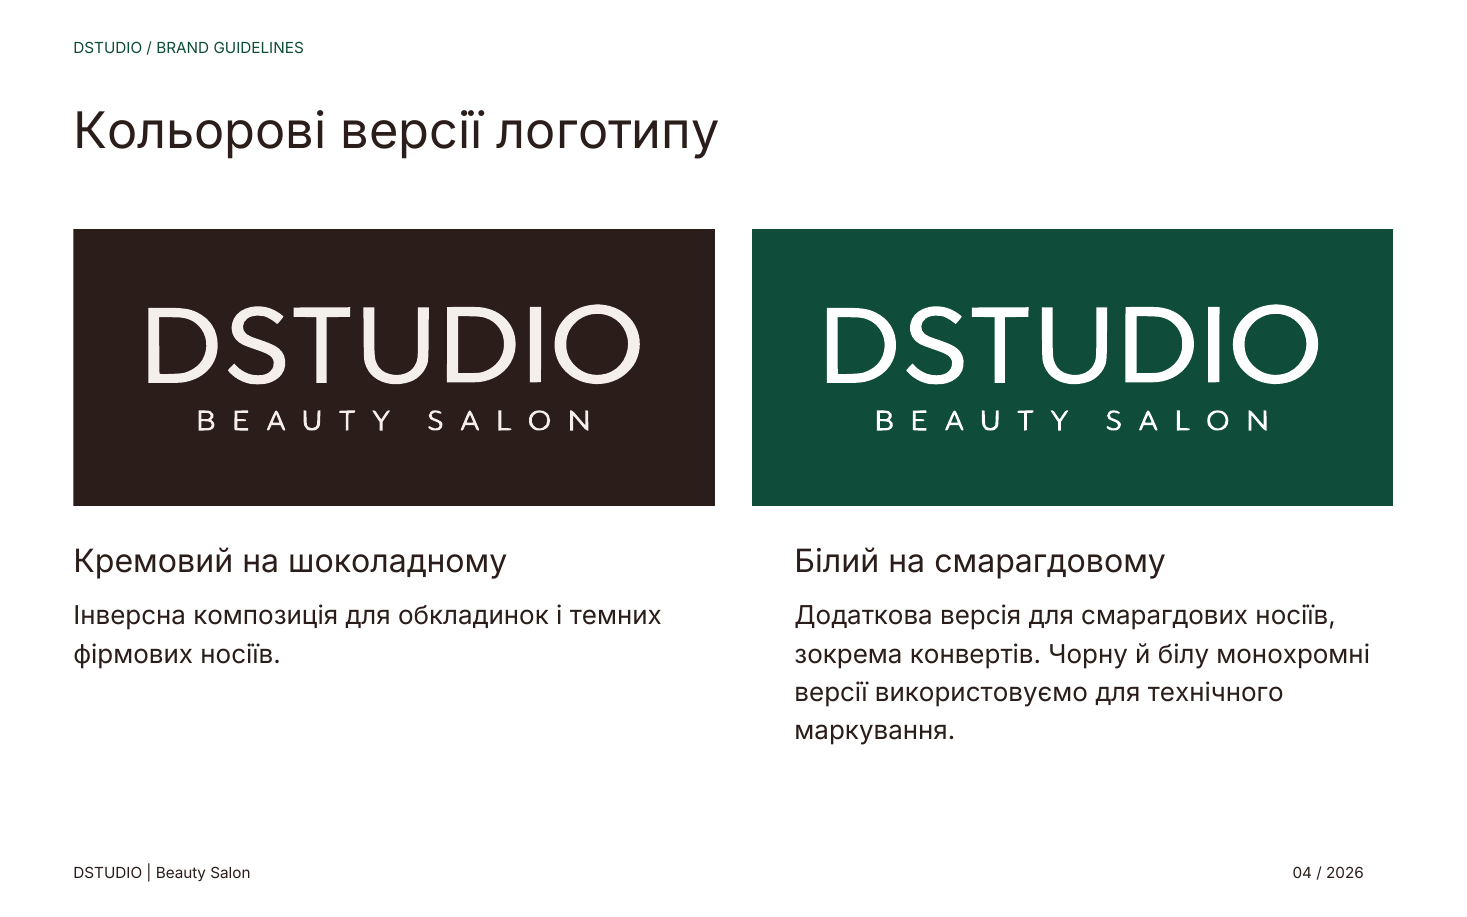 DSTUDIO / BRAND GUIDELINES
Кольорові версії логотипу
DSTUDIO
BEAUTY SALON
DSTUDIO
BEAUTY SALON
Кремовий на шоколадному
Інверсна композиція для обкладинок і темних
фірмових носіїв.
Білий на смарагдовому
Додаткова версія для смарагдових носіїв,
зокрема конвертів. Чорну й білу монохромні
версії використовуємо для технічного
маркування.
DSTUDIO | Beauty Salon
04 / 2026